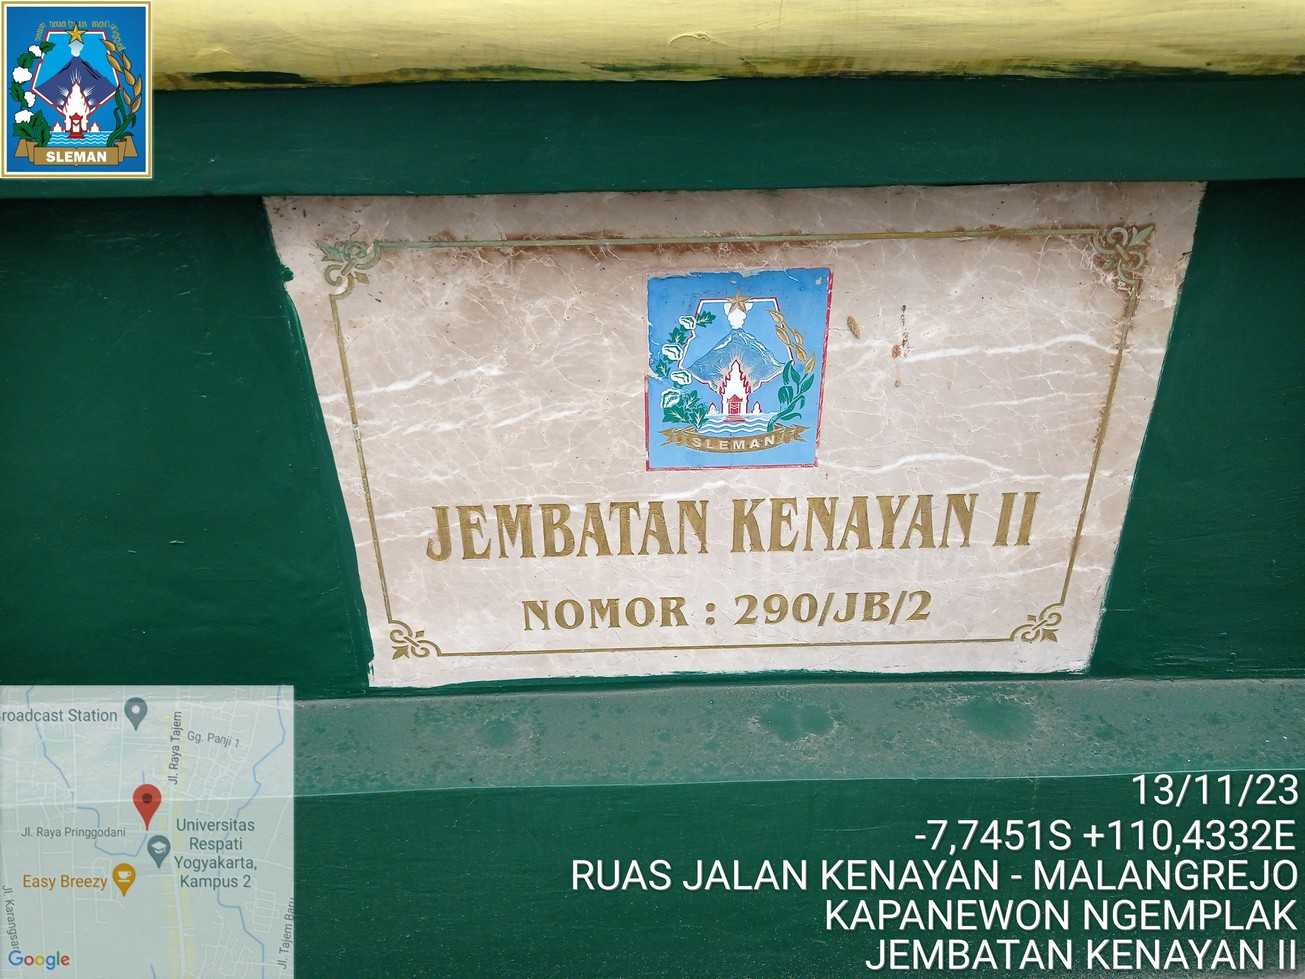 SLEMAN
SLEMAN
JEMBATAN KENAYAN II
NOMOR : 290/JB/2
roadcast Station
Jl. Raya Tajem
Gg. Panji 1
Jl. Raya Pringgodani
Universitas
Respati
Yogyakarta,
Kampus 2
Easy Breezy
Jl. Karangsari
Jl. Tajem Baru
Google
13/11/23
-7,7451S +110,4332E
RUAS JALAN KENAYAN - MALANGREJO
KAPANEWON NGEMPLAK
JEMBATAN KENAYAN II